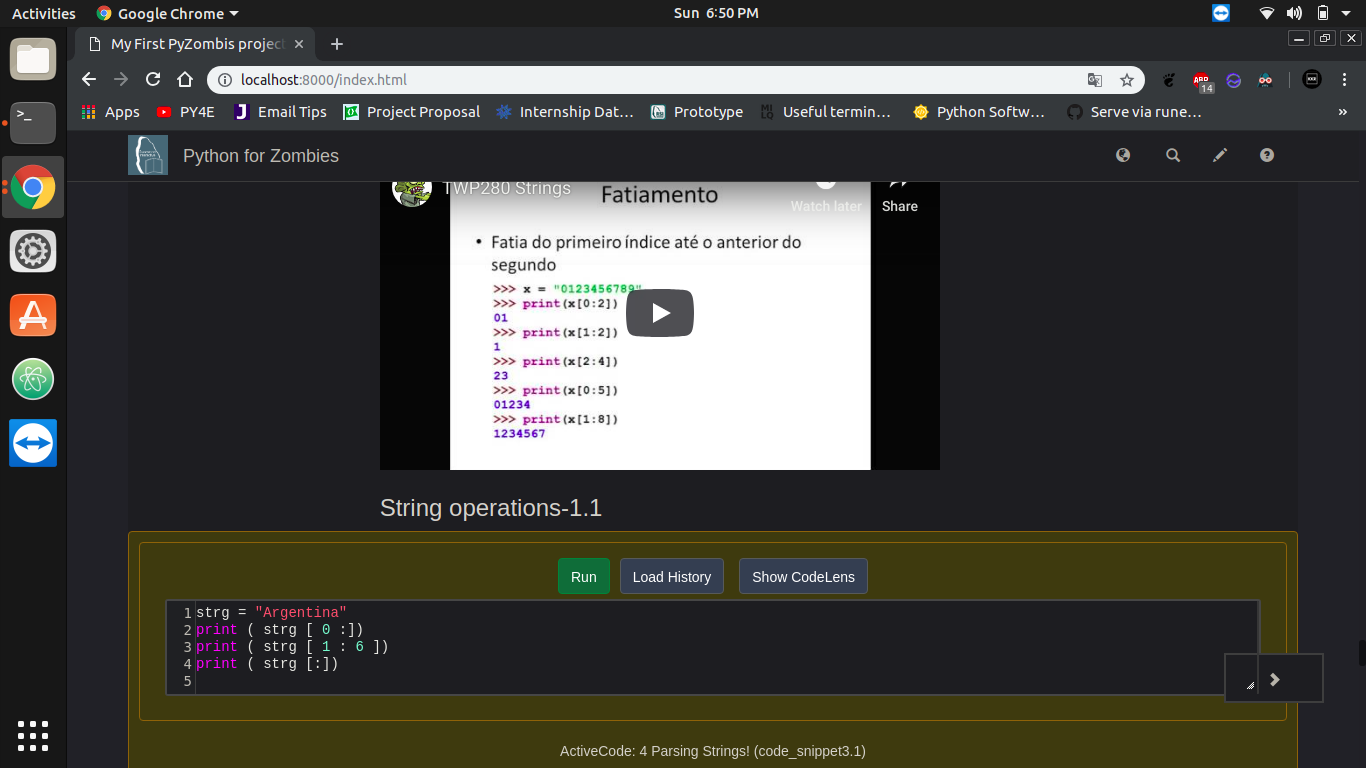 Activities
Google Chrome
Sun 6:50 PM
My First PyZombis project
localhost:8000/index.html
ABP
14
Apps
PY4E
Email Tips
Project Proposal
Internship Dat…
Prototype
Useful termin…
Python Softw…
Serve via rune…
»
Python for Zombies
TWP280 Strings
Fatiamento
Watch later
Share
• Fatia do primeiro índice até o anterior do
segundo
>>> x = "0123456789"
>>> print(x[0:2])
01
>>> print(x[1:2])
1
>>> print(x[2:4])
23
>>> print(x[0:5])
01234
>>> print(x[1:8])
1234567
String operations-1.1
Run
Load History
Show CodeLens
1 strg = "Argentina"
2 print ( strg [ 0 :])
3 print ( strg [ 1 : 6 ])
4 print ( strg [:])
5
ActiveCode: 4 Parsing Strings! (code_snippet3.1)